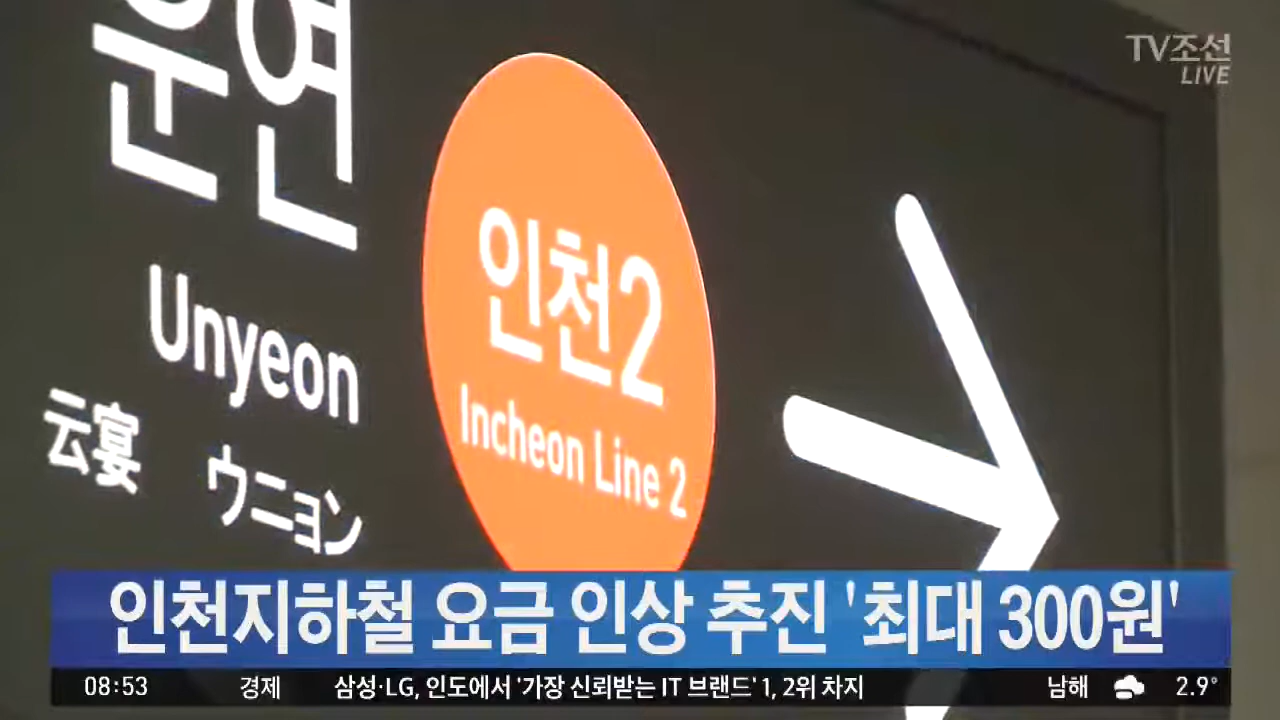 TV조선
LIVE
운연
Unyeon
云宴 ウニョン
인천2
Incheon Line 2
인천지하철 요금 인상 추진 '최대 300원'
08:53 경제 삼성·LG, 인도에서 '가장 신뢰받는 IT 브랜드' 1, 2위 차지 남해 2.9°